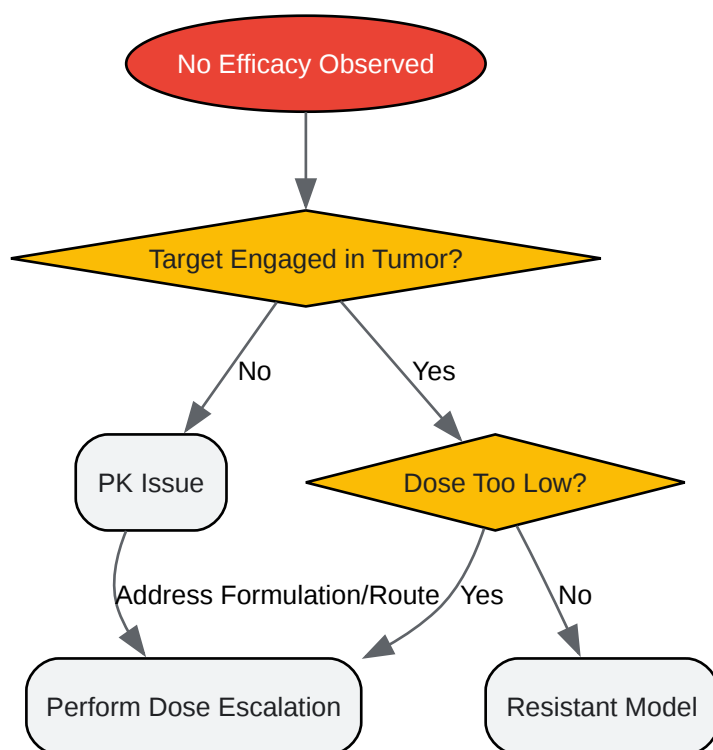 No Efficacy Observed
Target Engaged in Tumor?
No
Yes
PK Issue
Dose Too Low?
Address Formulation/Route
Yes
No
Perform Dose Escalation
Resistant Model